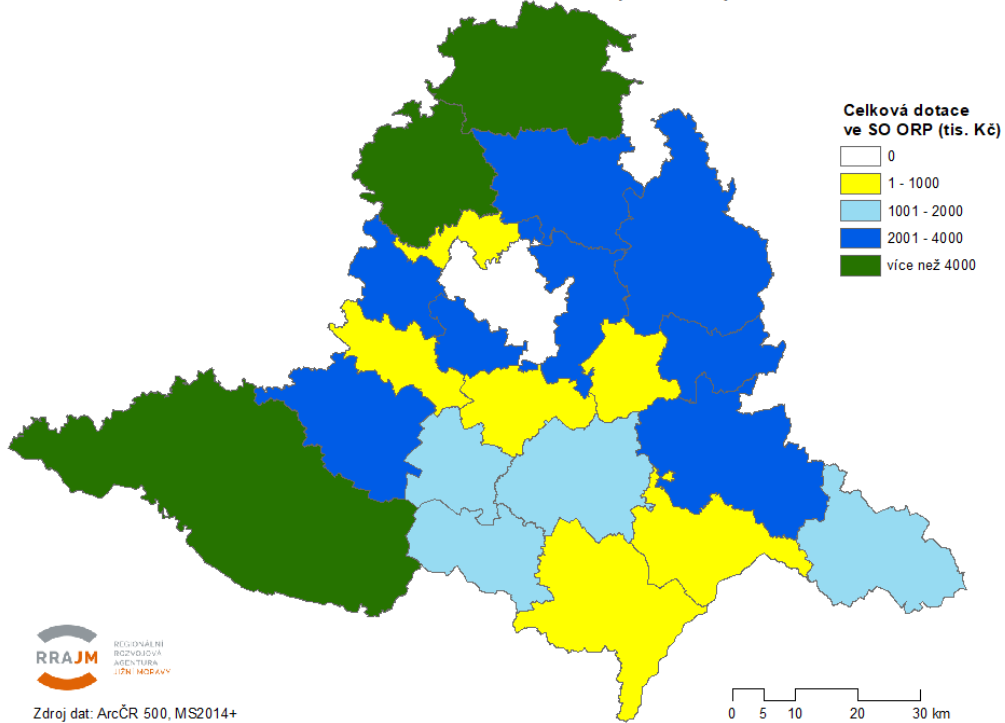 Celková dotace
ve SO ORP (tis. Kč)
0
1 - 1000
1001 - 2000
2001 - 4000
více než 4000
RRAJM
REGIONÁLNÍ
ROZVOJOVÁ
AGENTURA
JIŽNÍ MORAVY
Zdroj dat: ArcČR 500, MS2014+
0 5 10 20 30 km